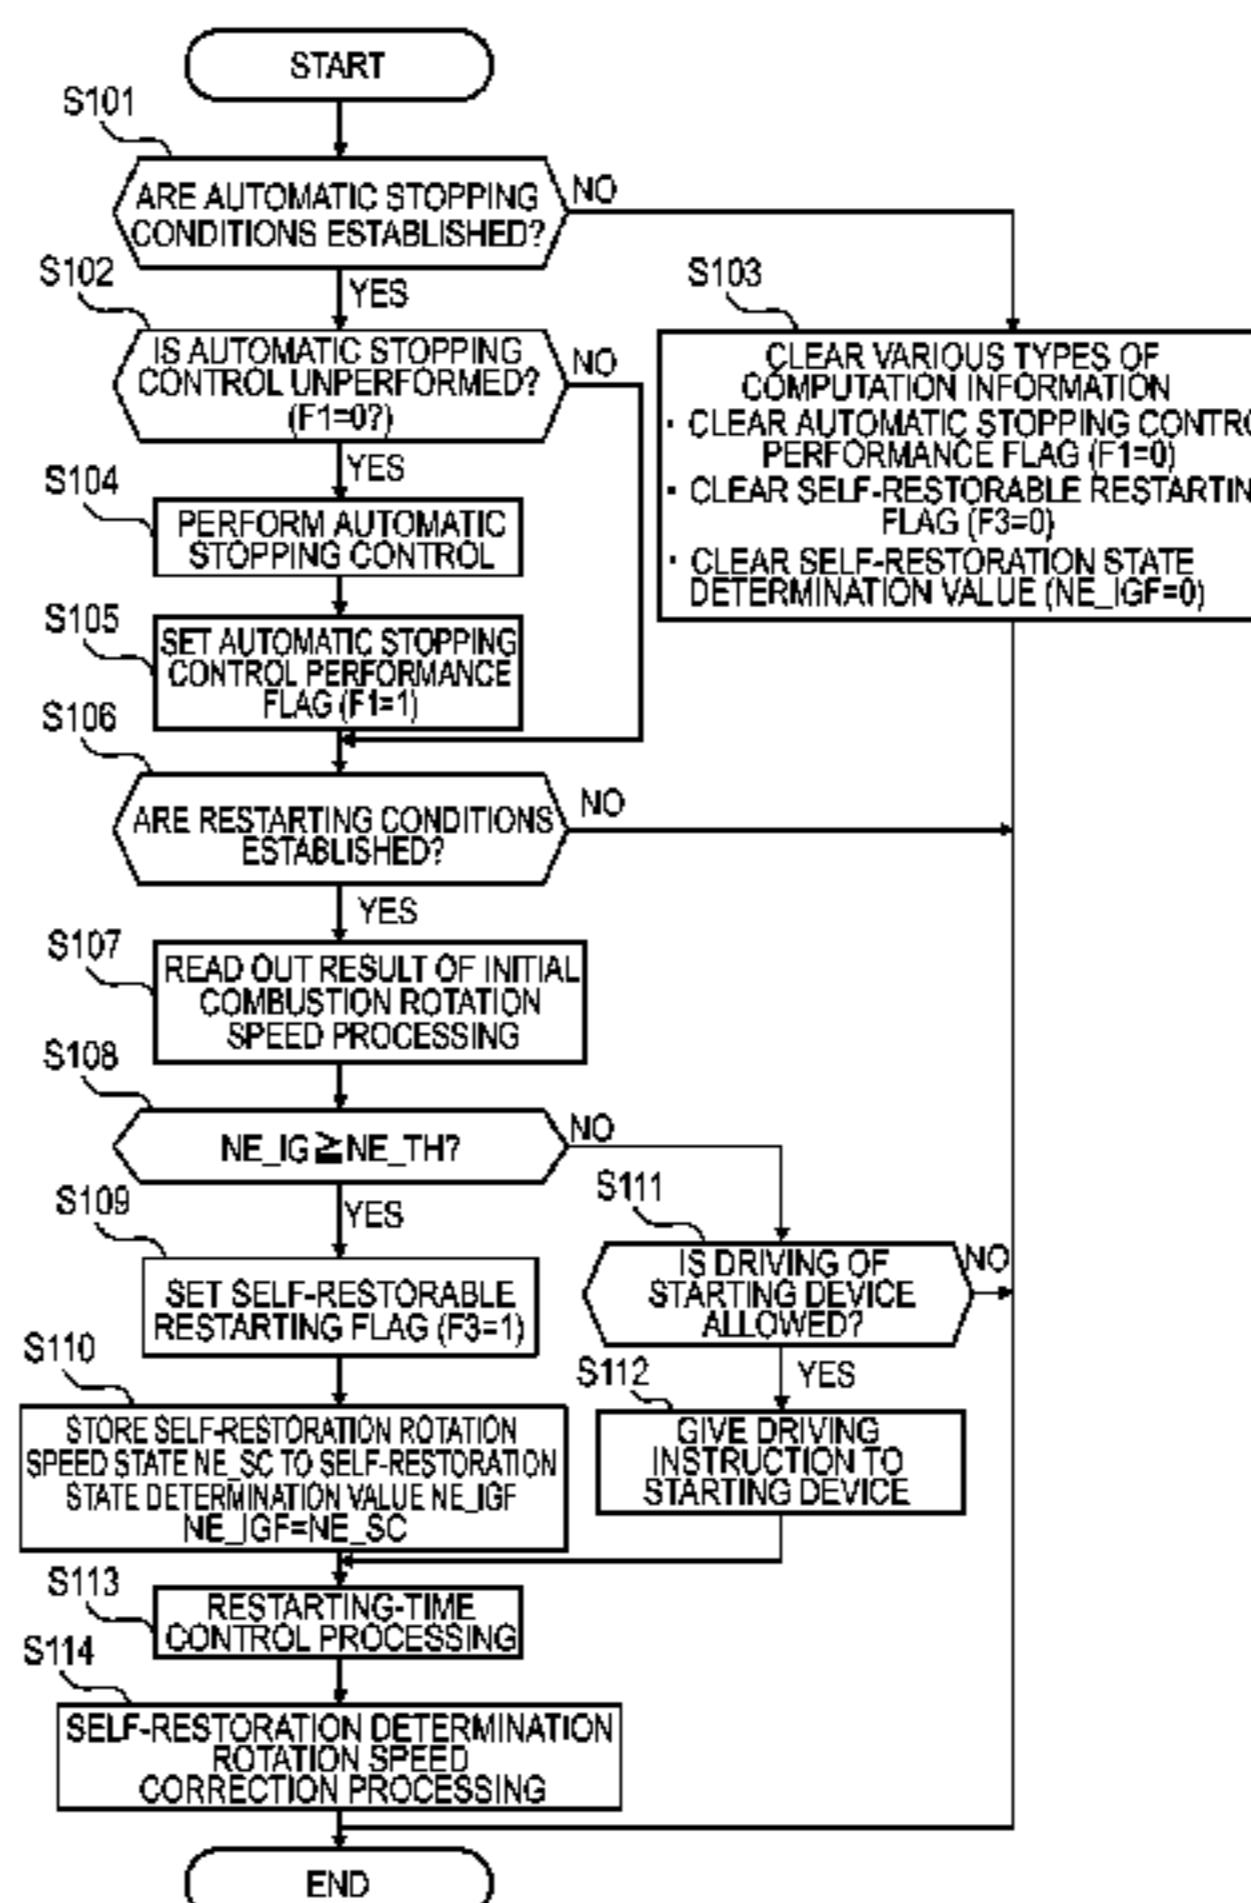 START
S101
ARE AUTOMATIC STOPPING
CONDITIONS ESTABLISHED?
NO
YES
S102
IS AUTOMATIC STOPPING
CONTROL UNPERFORMED?
(F1=0?)
NO
YES
S103
CLEAR VARIOUS TYPES OF
COMPUTATION INFORMATION
· CLEAR AUTOMATIC STOPPING CONTRO
PERFORMANCE FLAG (F1=0)
· CLEAR SELF-RESTORABLE RESTARTIN
FLAG (F3=0)
· CLEAR SELF-RESTORATION STATE
DETERMINATION VALUE (NE_IGF=0)
S104
PERFORM AUTOMATIC
STOPPING CONTROL
S105
SET AUTOMATIC STOPPING
CONTROL PERFORMANCE
FLAG (F1=1)
S106
ARE RESTARTING CONDITIONS
ESTABLISHED?
NO
YES
S107
READ OUT RESULT OF INITIAL
COMBUSTION ROTATION
SPEED PROCESSING
S108
NE_IG≧NE_TH?
NO
YES
S109
SET SELF-RESTORABLE
RESTARTING FLAG (F3=1)
S111
IS DRIVING OF
STARTING DEVICE
ALLOWED?
NO
YES
S110
STORE SELF-RESTORATION ROTATION
SPEED STATE NE_SC TO SELF-RESTORATION
STATE DETERMINATION VALUE NE_IGF
NE_IGF=NE_SC
S112
GIVE DRIVING
INSTRUCTION TO
STARTING DEVICE
S113
RESTARTING-TIME
CONTROL PROCESSING
S114
SELF-RESTORATION DETERMINATION
ROTATION SPEED
CORRECTION PROCESSING
END